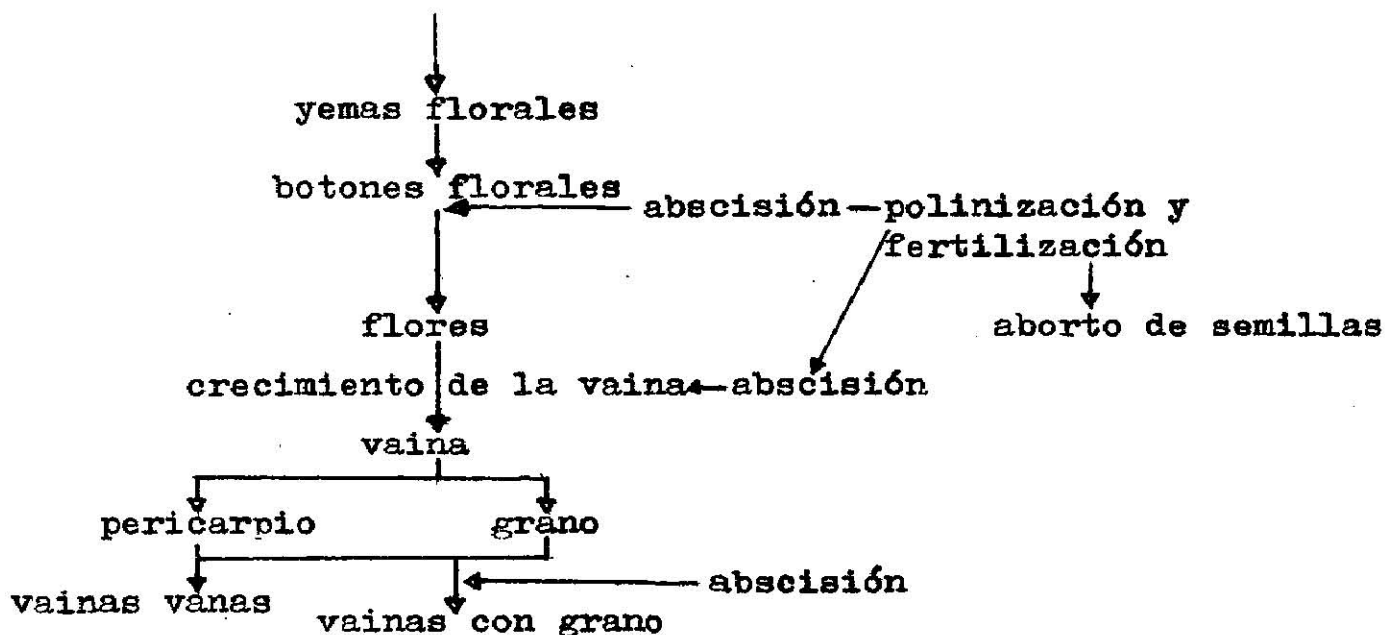 yemas florales
botones florales
abscisión—polinización y
fertilización
flores
aborto de semillas
crecimiento de la vaina
abscisión
vaina
pericarpio
grano
abscisión
vainas vanas
vainas con grano